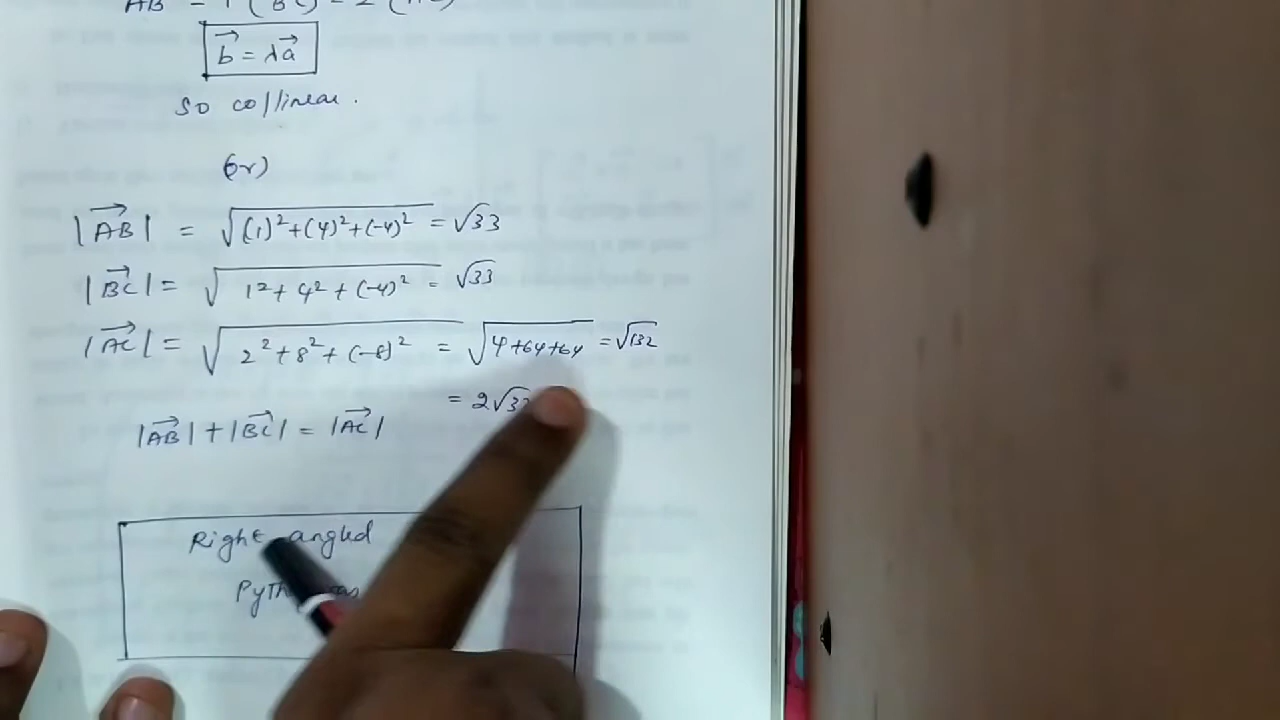 b = λa
so collinear.
(or)
|AB| = √(1)²+(4)²+(-4)² = √33
|BC| = √1²+4²+(-4)² = √33
|AC| = √2²+8²+(-8)² = √4+64+64 = √132
= 2√33
|AB| + |BC| = |AC|
Right angled